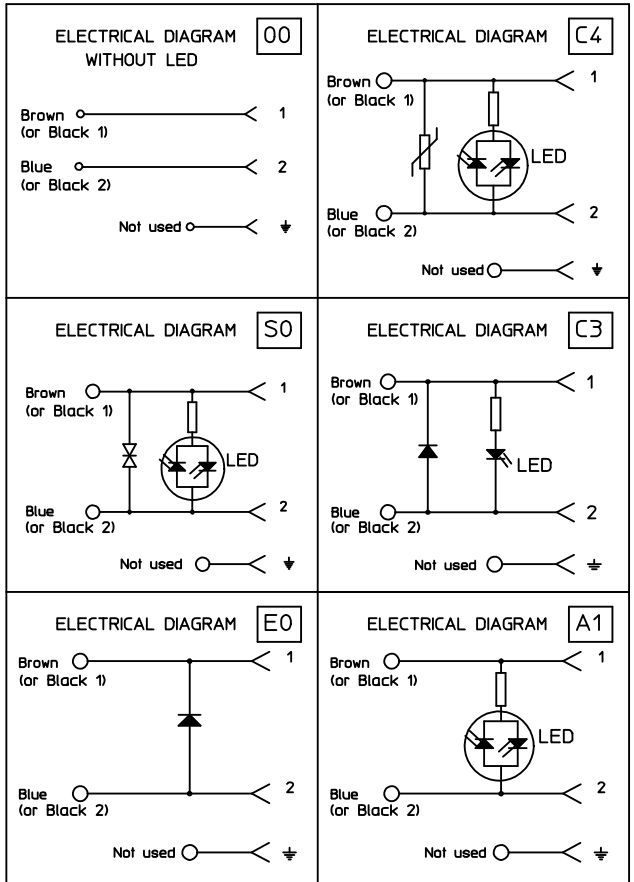 ELECTRICAL DIAGRAM 00
WITHOUT LED
Brown 1
(or Black 1)
Blue 2
(or Black 2)
Not used
ELECTRICAL DIAGRAM C4
Brown 1
(or Black 1)
LED
Blue 2
(or Black 2)
Not used
ELECTRICAL DIAGRAM S0
Brown 1
(or Black 1)
LED
Blue 2
(or Black 2)
Not used
ELECTRICAL DIAGRAM C3
Brown 1
(or Black 1)
LED
Blue 2
(or Black 2)
Not used
ELECTRICAL DIAGRAM E0
Brown 1
(or Black 1)
Blue 2
(or Black 2)
Not used
ELECTRICAL DIAGRAM A1
Brown 1
(or Black 1)
LED
Blue 2
(or Black 2)
Not used